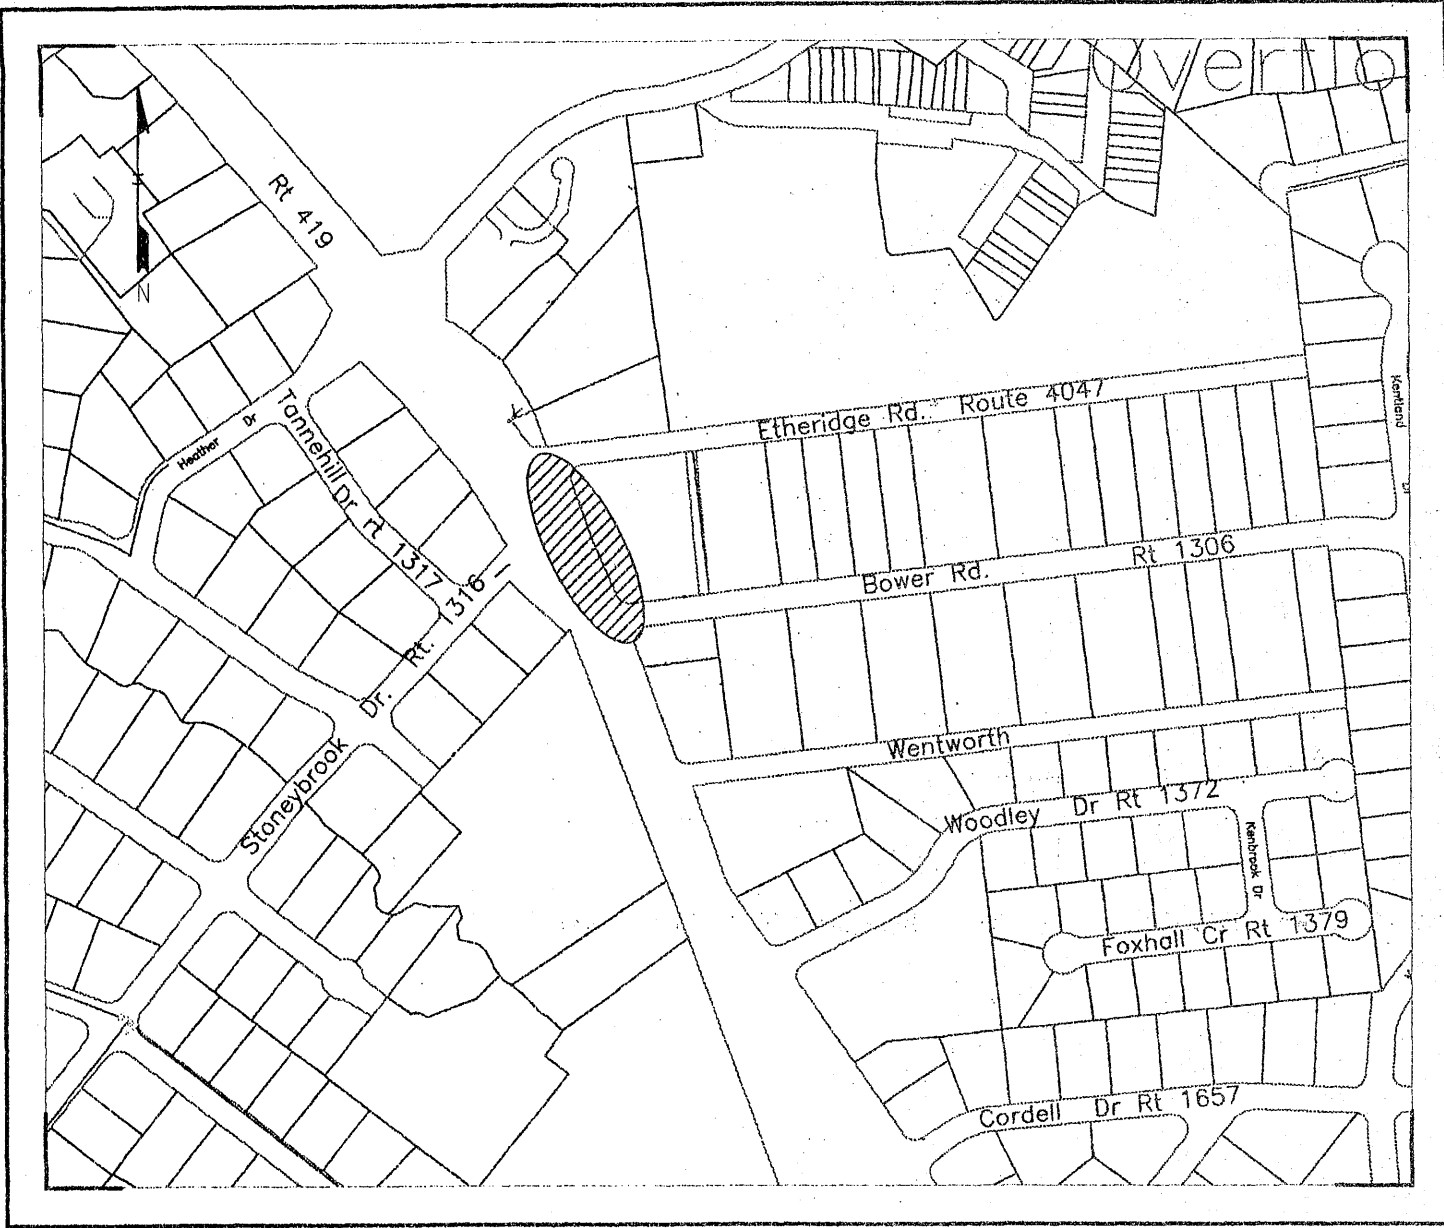 Overto
Rt 419
N
Etheridge Rd. Route 4047
Kentland
Heather Dr
Tannehill Dr rt 1317
Bower Rd. Rt 1306
Stoneybrook Dr. Rt. 1316
Wentworth
Woodley Dr Rt 1372
Kenbrook Dr
Foxhall Cr Rt 1379
Cordell Dr Rt 1657